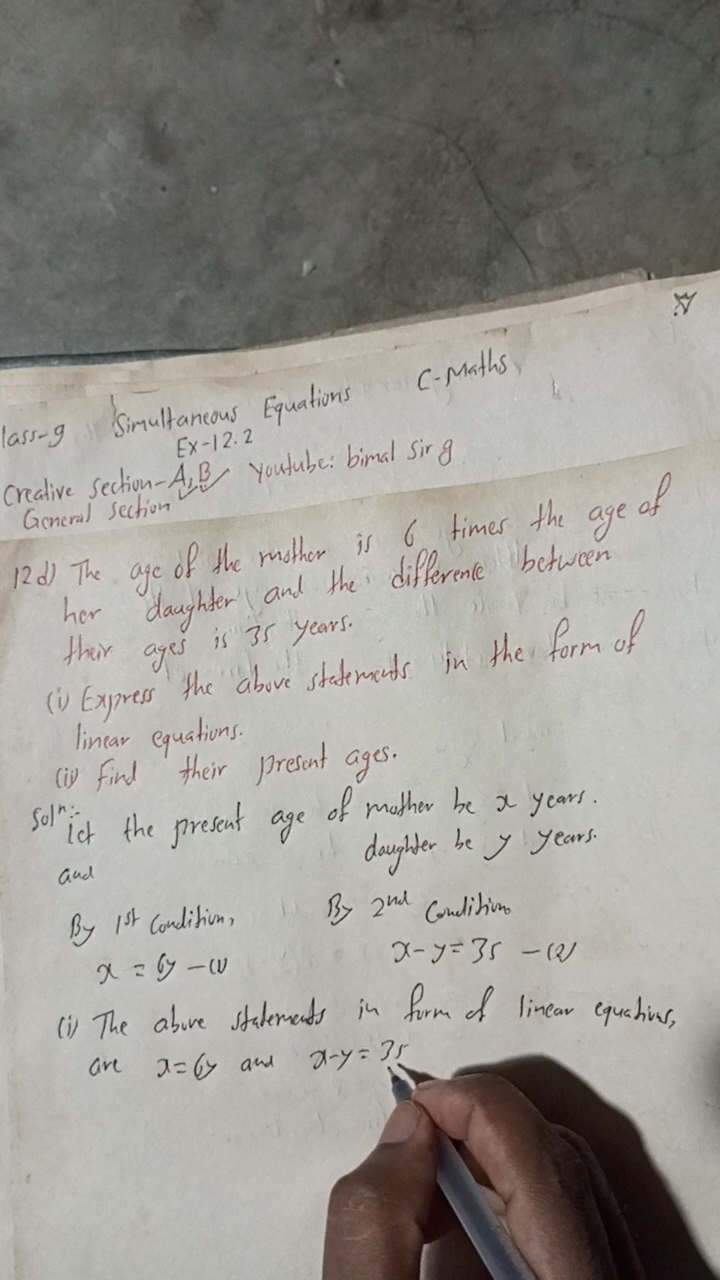 lass-9 Simultaneous Equations C-Maths
Ex-12.2
Creative section-A,B Youtube: bimal sir g
General section
12d) The age of the mother is 6 times the age of
her daughter and the difference between
their ages is 35 years.
(i) Express the above statements in the form of
linear equations.
(ii) Find their present ages.
Solⁿ:- let the present age of mother be x years.
and daughter be y years.
By 1st Condition, By 2nd Condition,
x = 6y -(1) x-y=35 -(2)
(i) The above statements in form of linear equations,
are x=6y and x-y=35